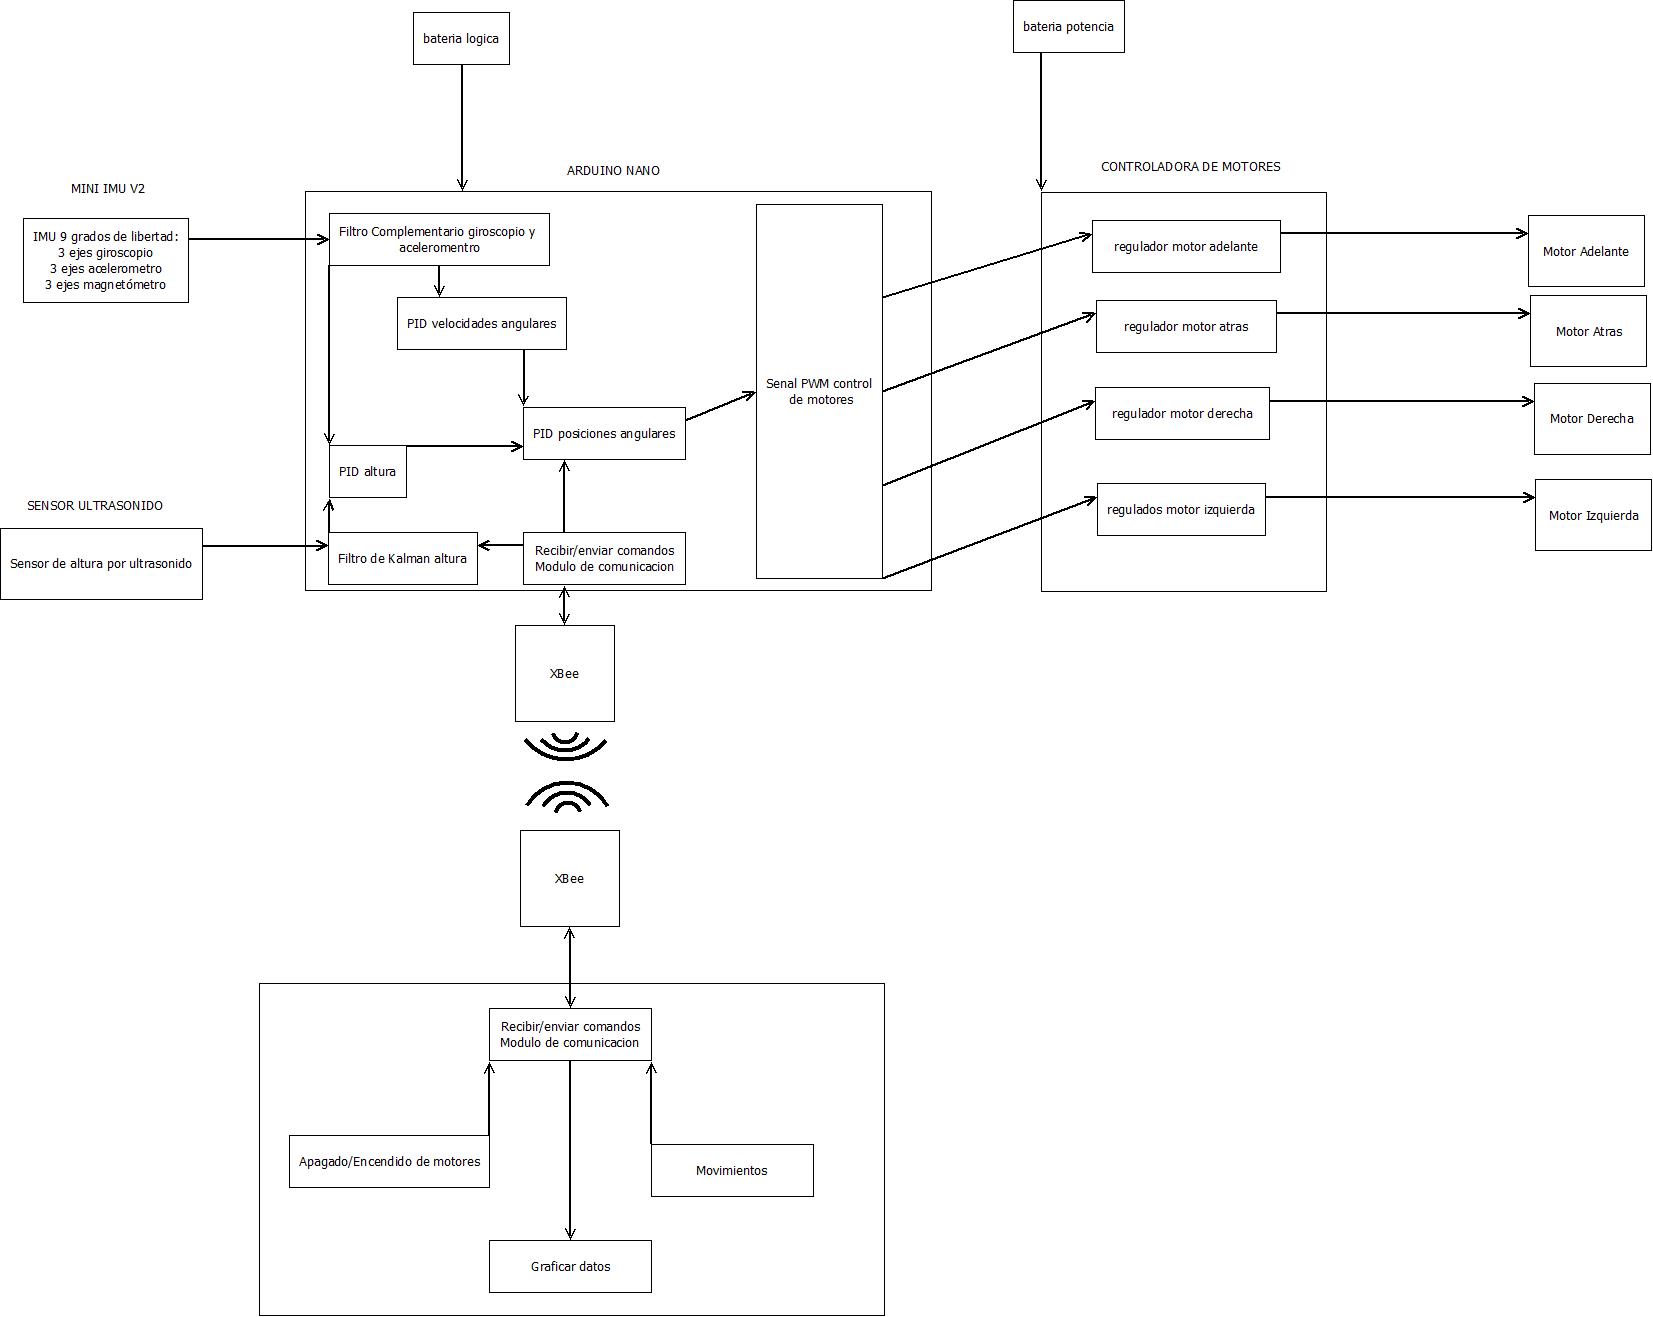 bateria logica
bateria potencia
ARDUINO NANO
CONTROLADORA DE MOTORES
MINI IMU V2
IMU 9 grados de libertad:
3 ejes giroscopio
3 ejes acelerometro
3 ejes magnetómetro
Filtro Complementario giroscopio y
aceleromentro
PID velocidades angulares
PID posiciones angulares
PID altura
Senal PWM control
de motores
regulador motor adelante
Motor Adelante
regulador motor atras
Motor Atras
regulador motor derecha
Motor Derecha
regulados motor izquierda
Motor Izquierda
SENSOR ULTRASONIDO
Sensor de altura por ultrasonido
Filtro de Kalman altura
Recibir/enviar comandos
Modulo de comunicacion
XBee
XBee
Recibir/enviar comandos
Modulo de comunicacion
Apagado/Encendido de motores
Movimientos
Graficar datos